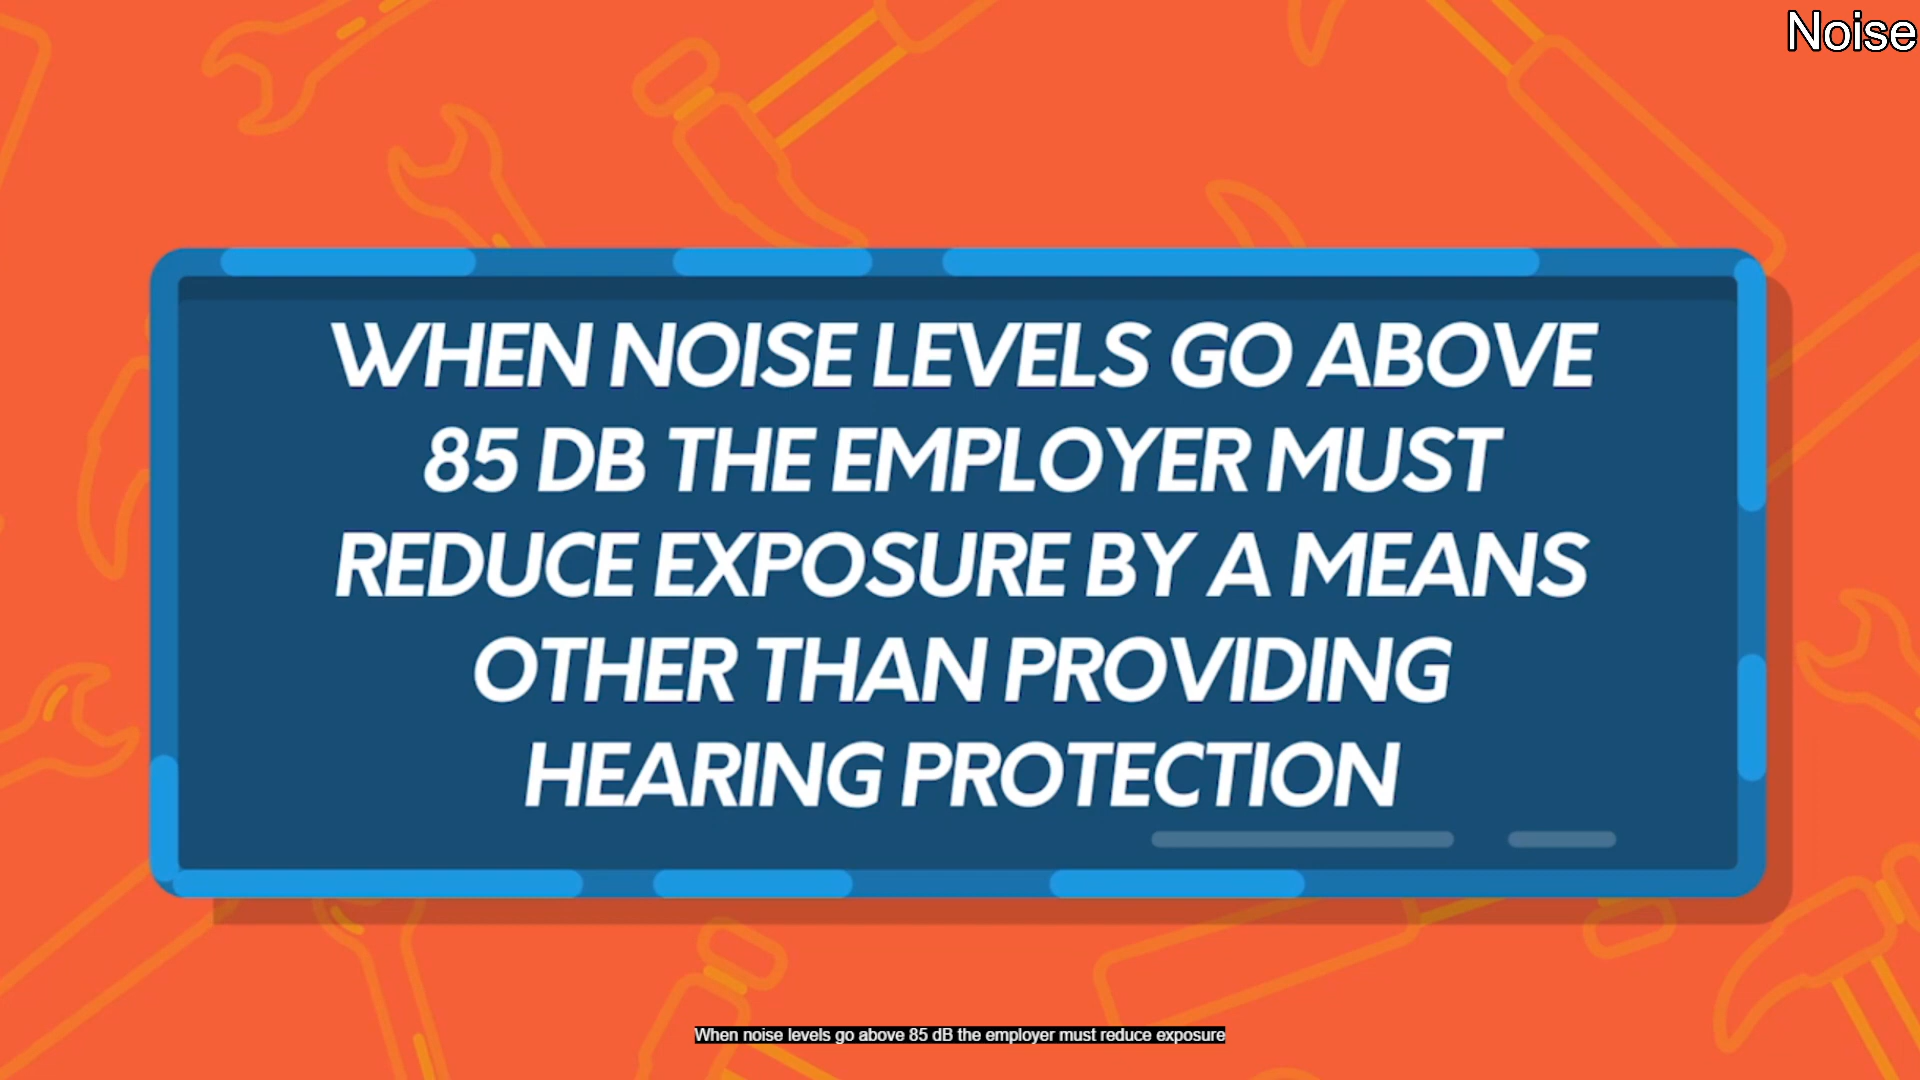 Noise
WHEN NOISE LEVELS GO ABOVE
85 DB THE EMPLOYER MUST
REDUCE EXPOSURE BY A MEANS
OTHER THAN PROVIDING
HEARING PROTECTION
When noise levels go above 85 dB the employer must reduce exposure